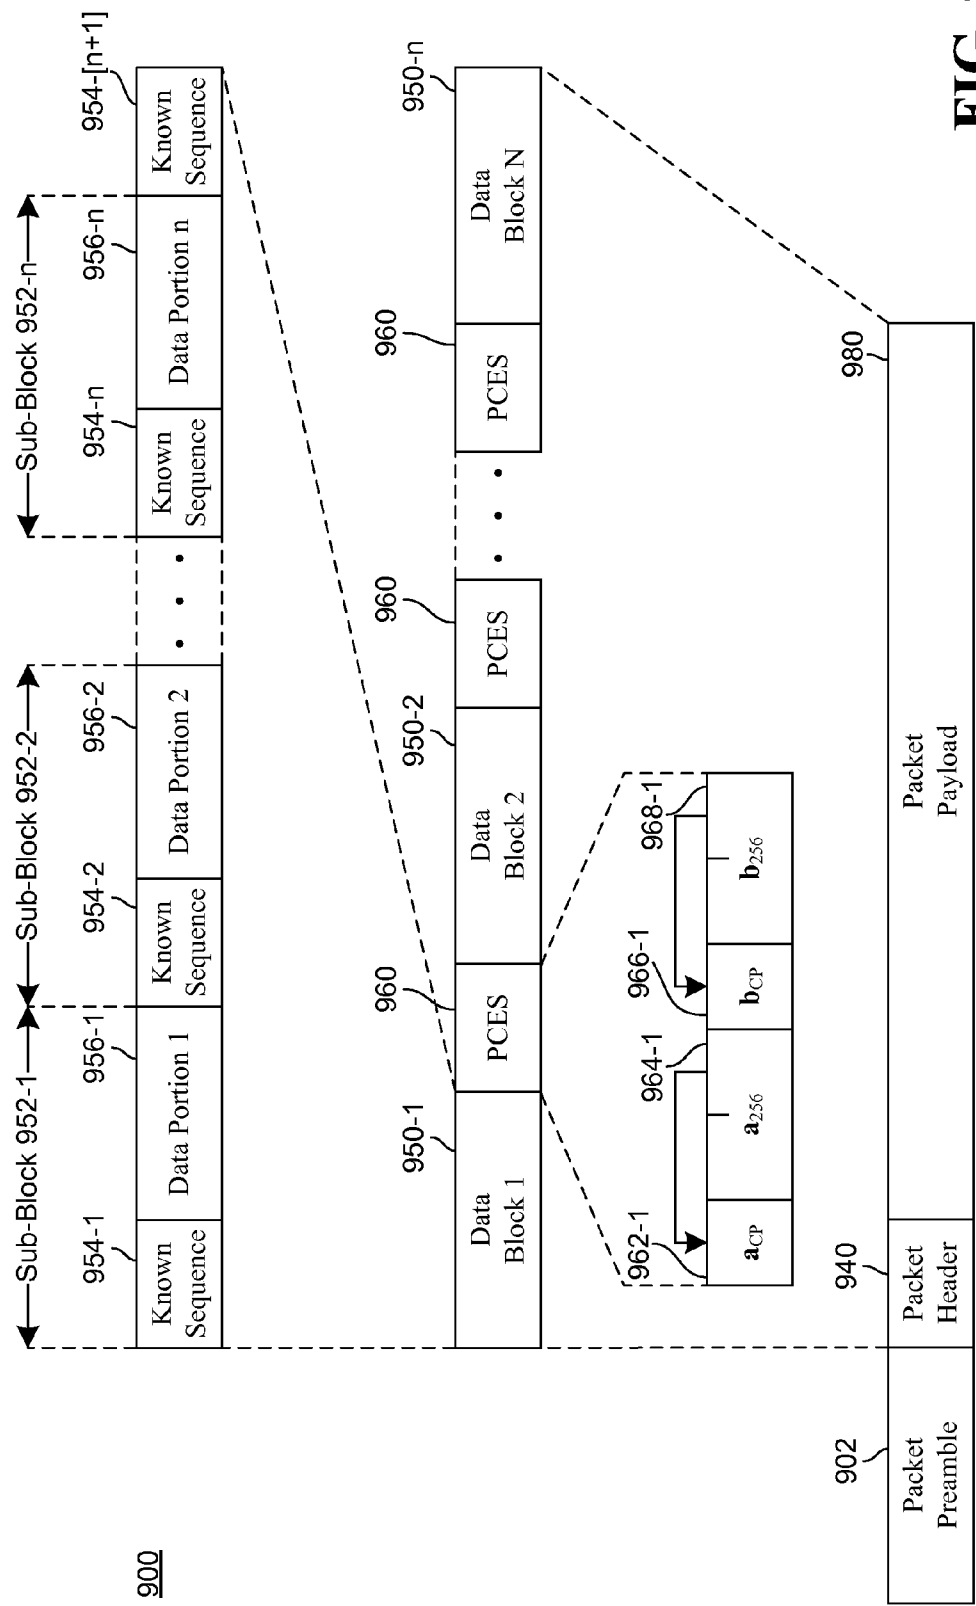 900
Sub-Block 952-1
Sub-Block 952-2
Sub-Block 952-n
954-1
956-1
954-2
956-2
954-n
956-n
954-[n+1]
Known
Sequence
Data Portion 1
Known
Sequence
Data Portion 2
• • •
Known
Sequence
Data Portion n
Known
Sequence
950-1
960
950-2
960
960
950-n
Data
Block 1
PCES
Data
Block 2
PCES
• • •
PCES
Data
Block N
962-1
964-1
966-1
968-1
aCP
a256
bCP
b256
902
940
980
Packet
Preamble
Packet
Header
Packet
Payload
FIG